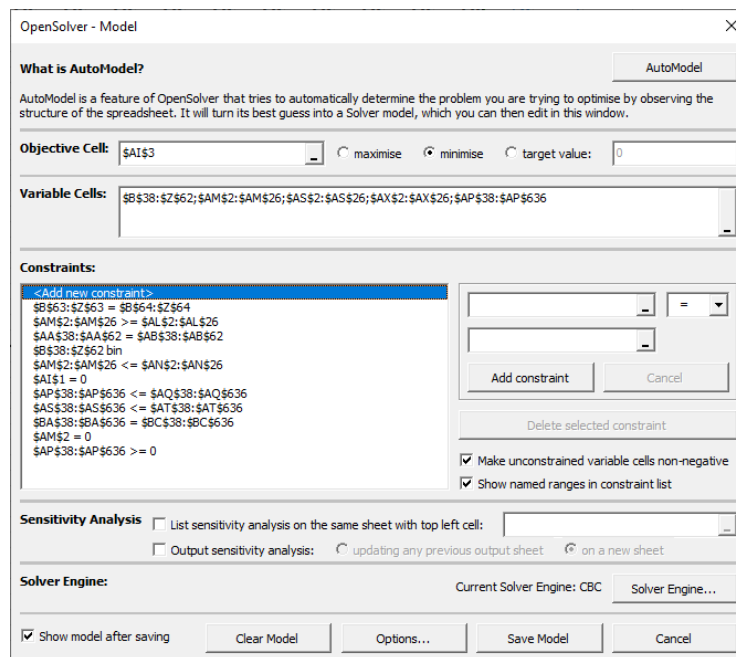 OpenSolver - Model
What is AutoModel?
AutoModel
AutoModel is a feature of OpenSolver that tries to automatically determine the problem you are trying to optimise by observing the
structure of the spreadsheet. It will turn its best guess into a Solver model, which you can then edit in this window.
Objective Cell: $AI$3 maximise minimise target value: 0
Variable Cells: $B$38:$Z$62;$AM$2:$AM$26;$AS$2:$AS$26;$AX$2:$AX$26;$AP$38:$AP$636
Constraints:
<Add new constraint>
$B$63:$Z$63 = $B$64:$Z$64
$AM$2:$AM$26 >= $AL$2:$AL$26
$AA$38:$AA$62 = $AB$38:$AB$62
$B$38:$Z$62 bin
$AM$2:$AM$26 <= $AN$2:$AN$26
$AI$1 = 0
$AP$38:$AP$636 <= $AQ$38:$AQ$636
$AS$38:$AS$636 <= $AT$38:$AT$636
$BA$38:$BA$636 = $BC$38:$BC$636
$AM$2 = 0
$AP$38:$AP$636 >= 0
=
Add constraint Cancel
Delete selected constraint
Make unconstrained variable cells non-negative
Show named ranges in constraint list
Sensitivity Analysis List sensitivity analysis on the same sheet with top left cell:
Output sensitivity analysis: updating any previous output sheet on a new sheet
Solver Engine: Current Solver Engine: CBC Solver Engine...
Show model after saving Clear Model Options... Save Model Cancel